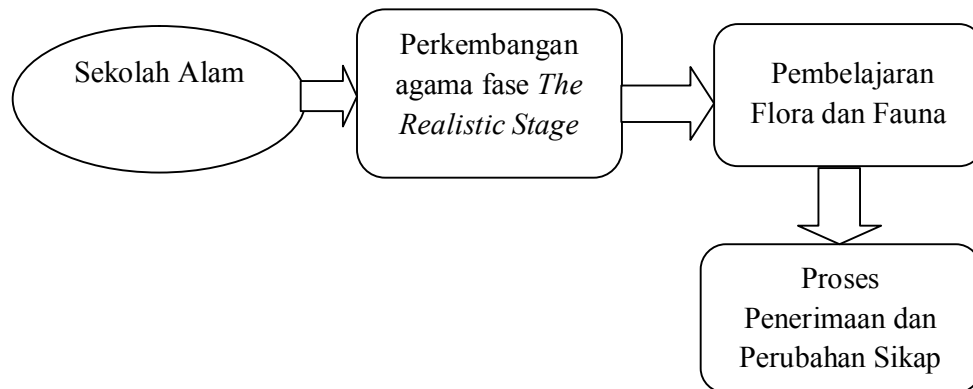 Sekolah Alam
Perkembangan
agama fase The
Realistic Stage
Pembelajaran
Flora dan Fauna
Proses
Penerimaan dan
Perubahan Sikap